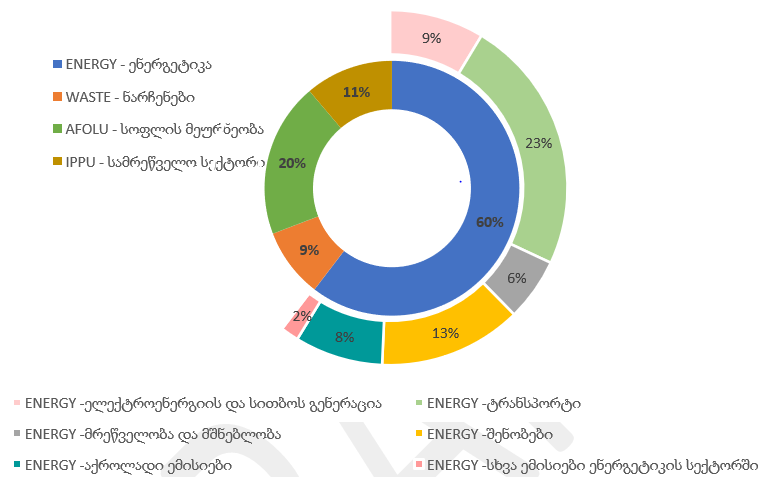 ENERGY - ენერგეტიკა
WASTE - ნარჩენები
AFOLU - სოფლის მეურნეობა
IPPU - სამრეწველო სექტორი
9%
23%
6%
13%
8%
2%
60%
9%
20%
11%
ENERGY -ელექტროენერგიის და სითბოს გენერაცია
ENERGY -ტრანსპორტი
ENERGY -მრეწველობა და მშნებლობა
ENERGY -შენობები
ENERGY -აქროლადი ემისიები
ENERGY -სხვა ემისიები ენერგეტიკის სექტორში